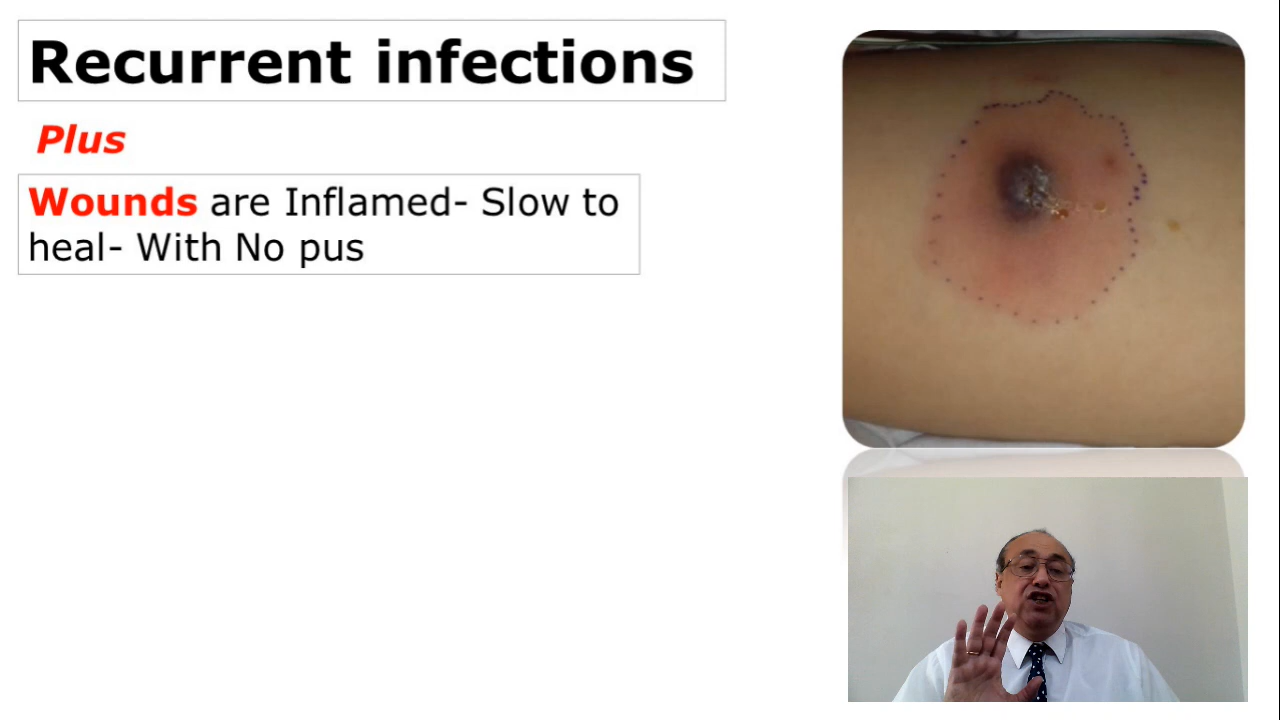 Recurrent infections
Plus
Wounds are Inflamed- Slow to
heal- With No pus